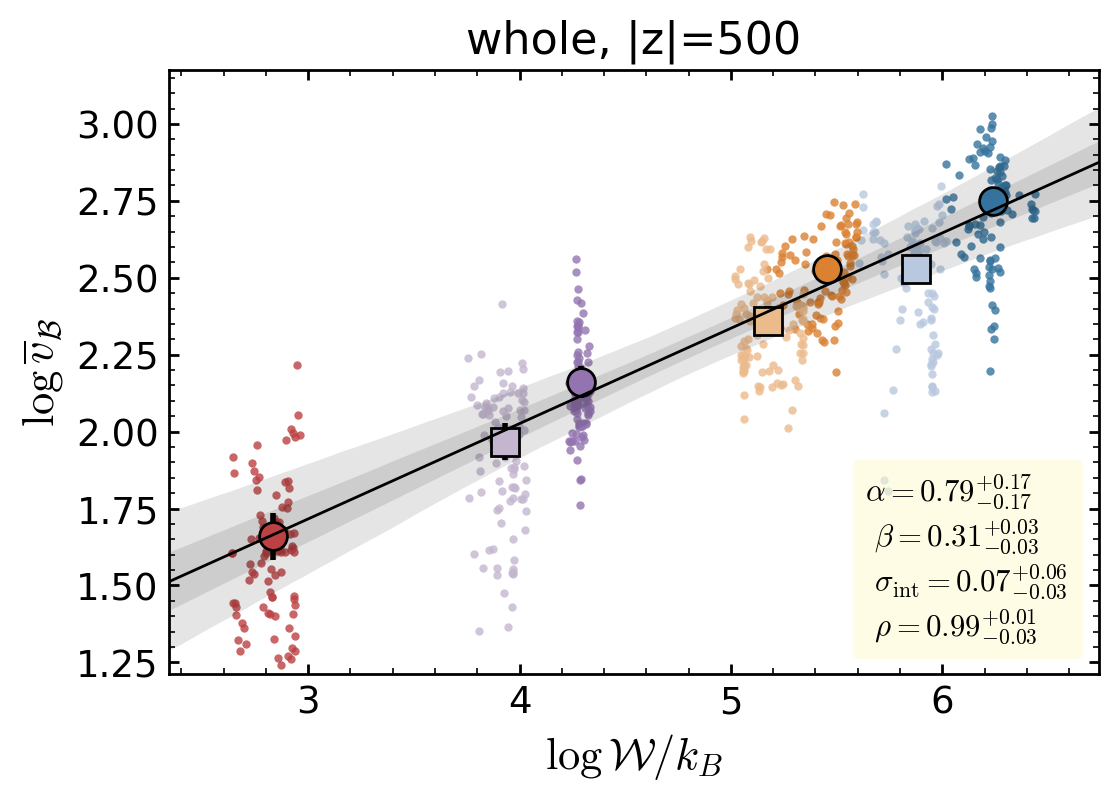 whole, |z|=500
3.00
2.75
2.50
2.25
2.00
1.75
1.50
1.25
log v̅_ℬ
α = 0.79^{+0.17}_{-0.17}
β = 0.31^{+0.03}_{-0.03}
σ_int = 0.07^{+0.06}_{-0.03}
ρ = 0.99^{+0.01}_{-0.03}
3 4 5 6
log 𝒲/k_B